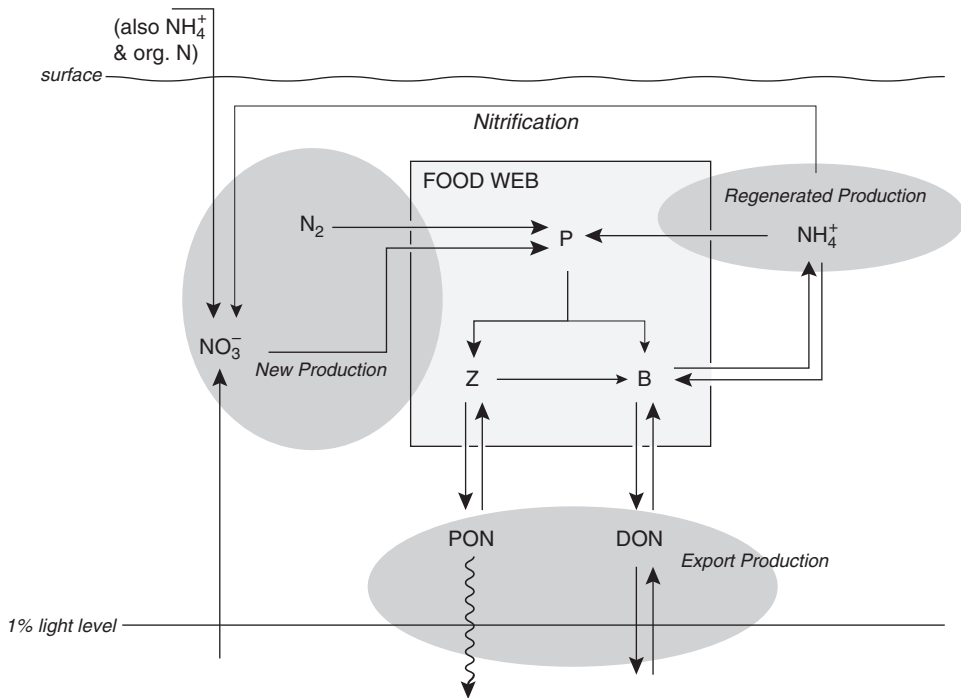 (also NH₄⁺
& org. N)
surface
Nitrification
FOOD WEB
Regenerated Production
N₂
P
NH₄⁺
NO₃⁻
New Production
Z
B
PON
DON
Export Production
1% light level